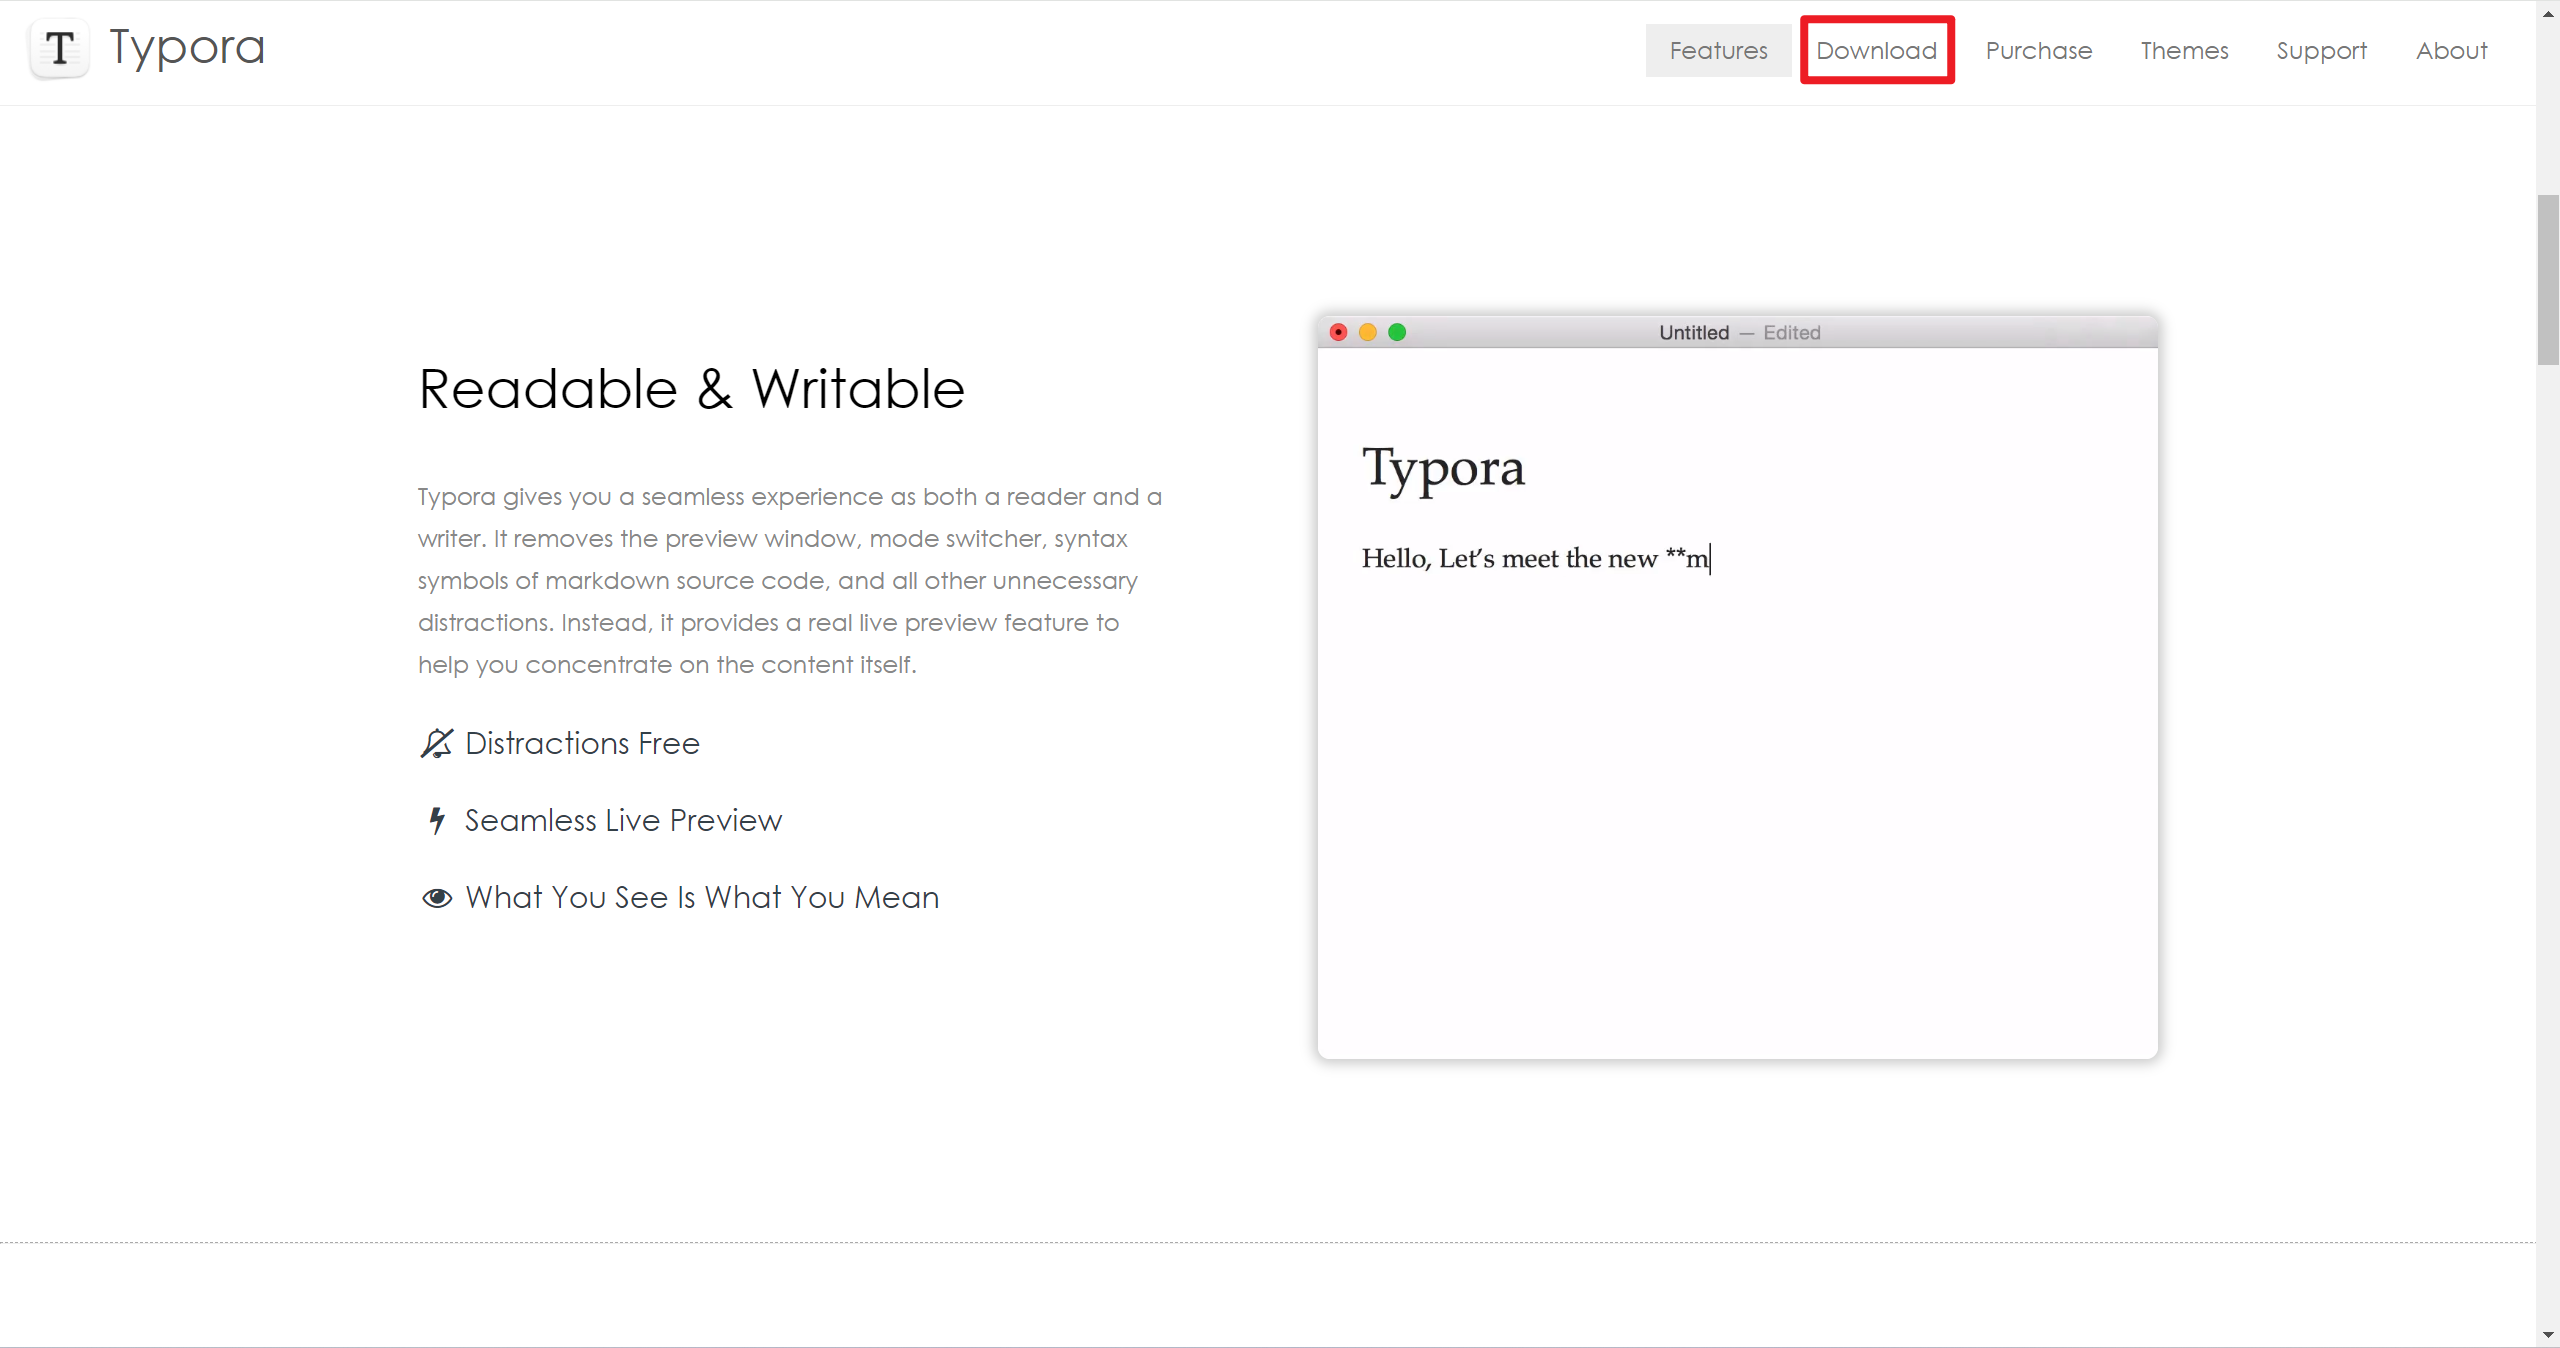 T Typora
Features Download Purchase Themes Support About
Readable & Writable
Typora gives you a seamless experience as both a reader and a
writer. It removes the preview window, mode switcher, syntax
symbols of markdown source code, and all other unnecessary
distractions. Instead, it provides a real live preview feature to
help you concentrate on the content itself.
Distractions Free
Seamless Live Preview
What You See Is What You Mean
Untitled — Edited
Typora
Hello, Let’s meet the new **m